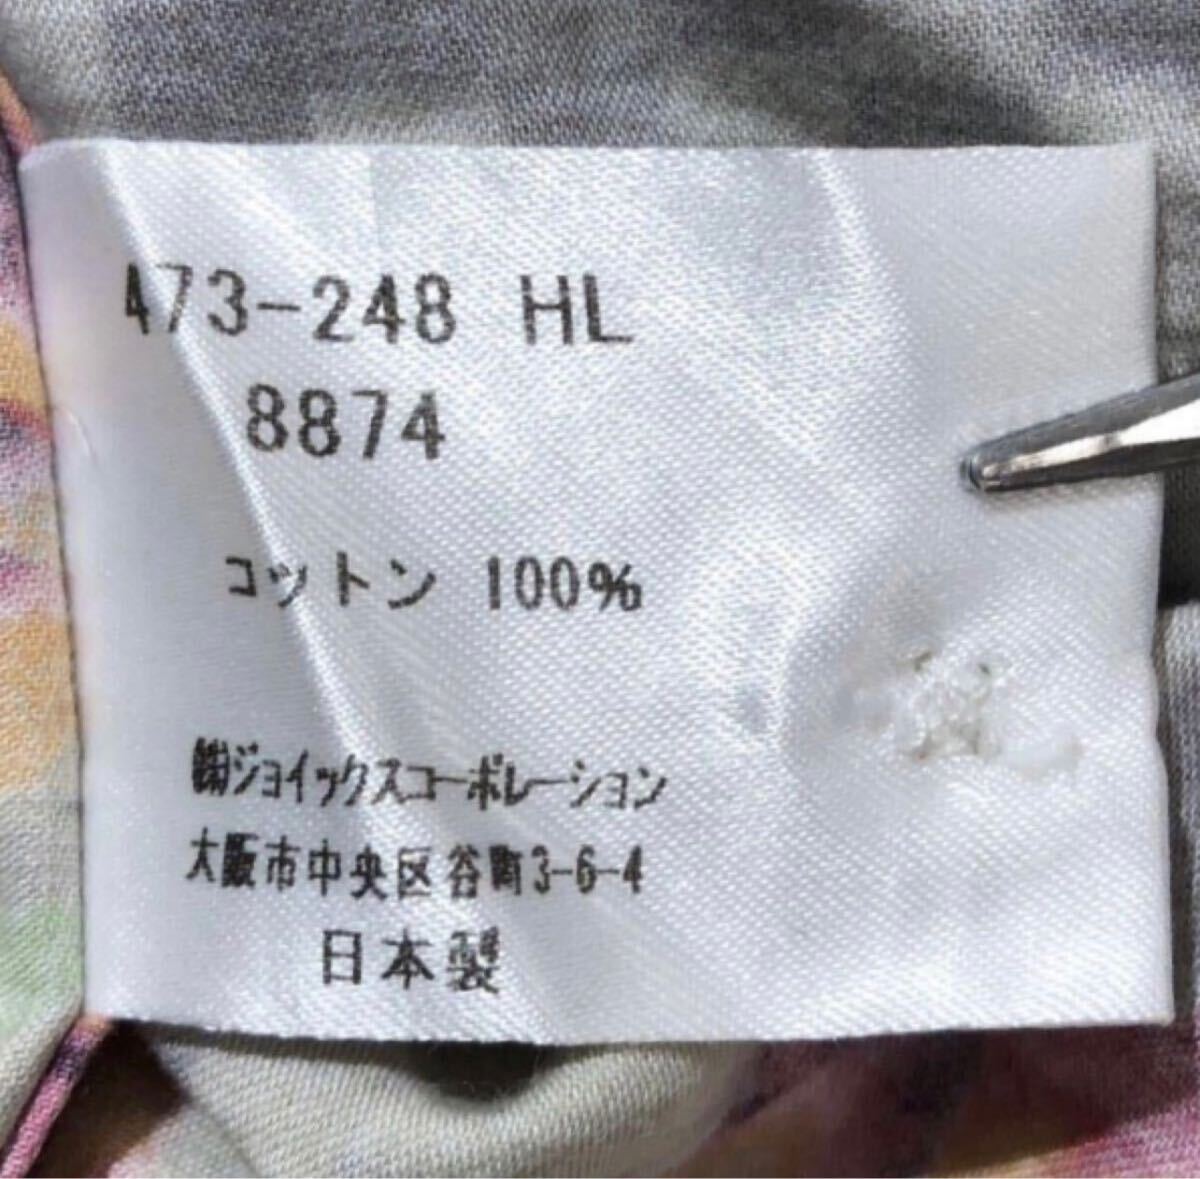 473-248 HL
8874
コットン 100%
㈱ジョイックスコーポレーション
大阪市中央区谷町3-6-4
日本製